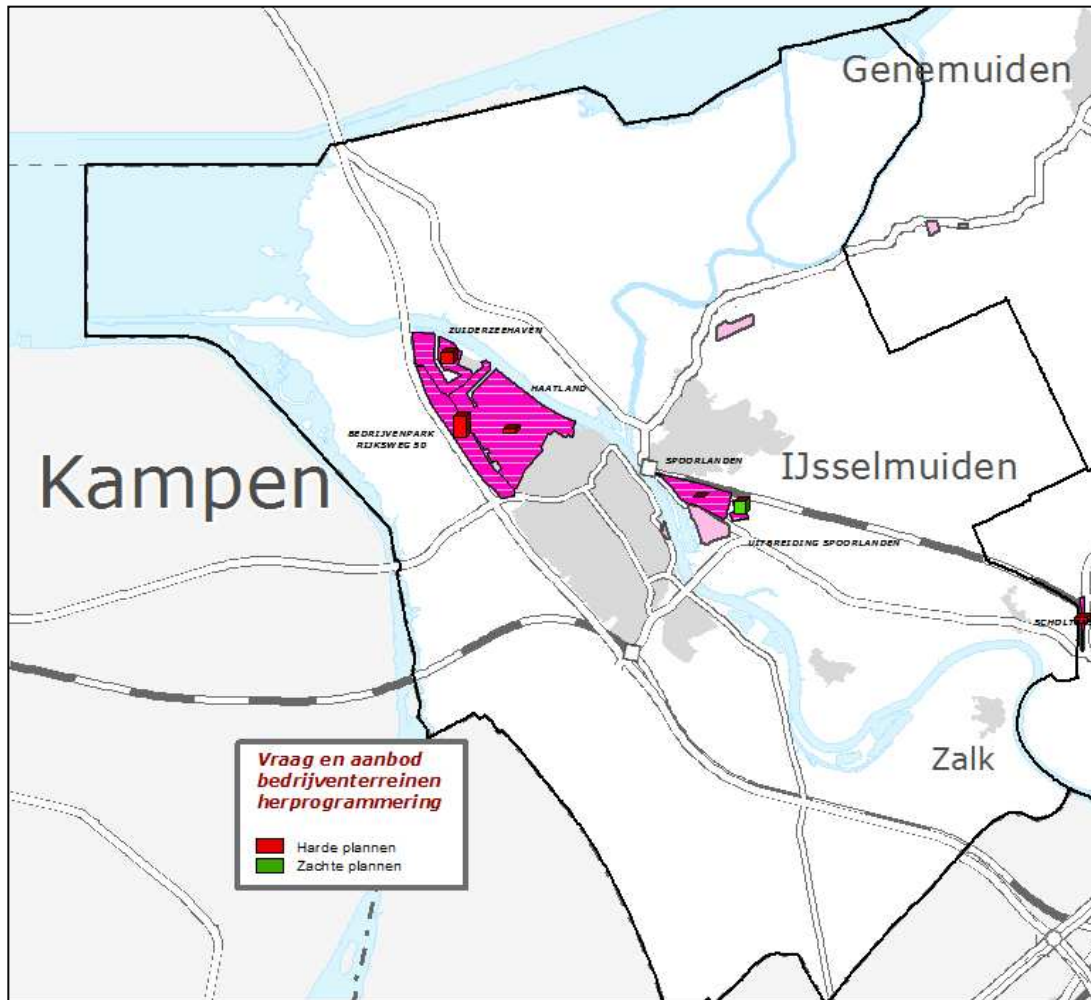 Genemuiden
ZUIDERZEEHAVEN
HAATLAND
BEDRIJVENPARK
RIJKSWEG 50
Kampen
SPOORLANDEN
IJsselmuiden
UITBREIDING SPOORLANDEN
Zalk
Vraag en aanbod
bedrijventerreinen
herprogrammering
Harde plannen
Zachte plannen